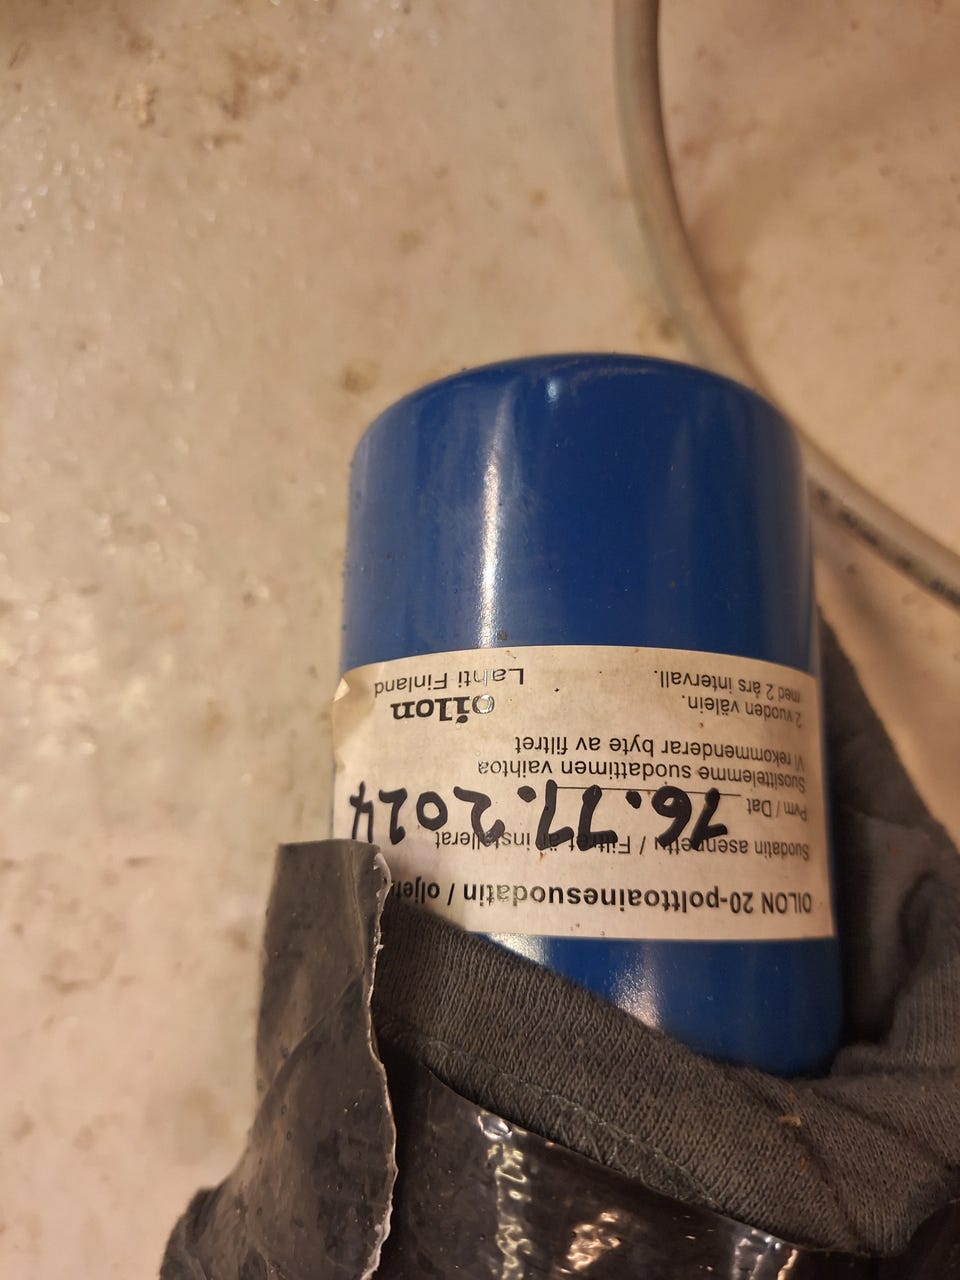 OILON 20-polttoainesuodatin /
Suodatin asennettu / Filtret är installerat
Pvm / Dat 16.11.2024
Suosittelemme suodattimen vaihtoa
Vi rekommenderar byte av filtret
2 vuoden välein.
med 2 års intervall.
oilon
Lahti Finland